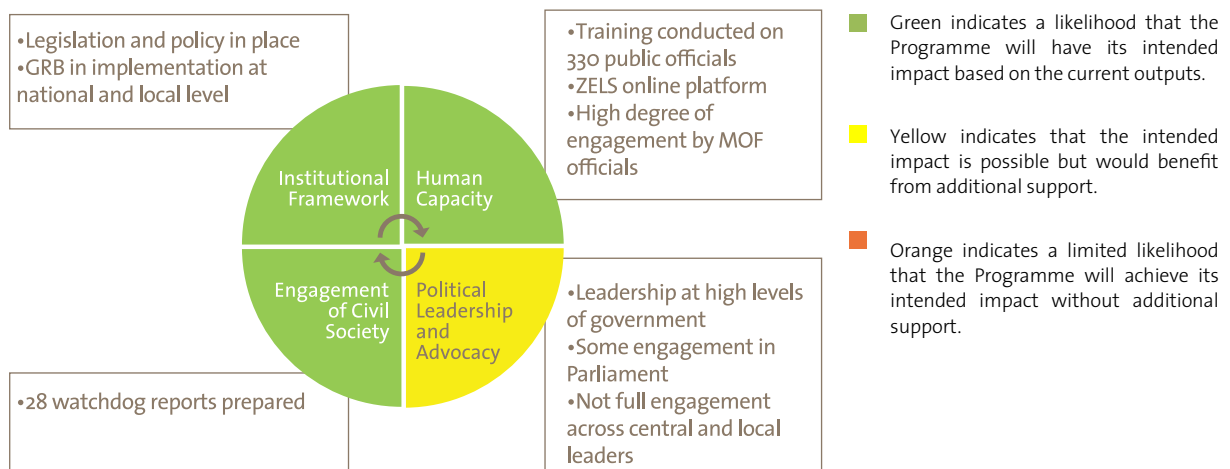 •Legislation and policy in place
•GRB in implementation at
national and local level
•Training conducted on
330 public officials
•ZELS online platform
•High degree of
engagement by MOF
officials
Institutional
Framework
Human
Capacity
Engagement
of Civil
Society
Political
Leadership
and
Advocacy
•28 watchdog reports prepared
•Leadership at high levels
of government
•Some engagement in
Parliament
•Not full engagement
across central and local
leaders
Green indicates a likelihood that the
Programme will have its intended
impact based on the current outputs.
Yellow indicates that the intended
impact is possible but would benefit
from additional support.
Orange indicates a limited likelihood
that the Programme will achieve its
intended impact without additional
support.